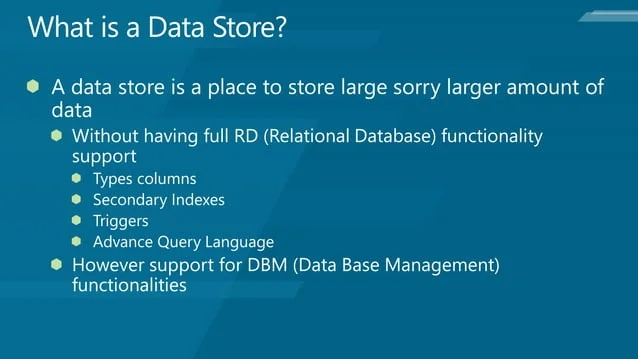 What is a Data Store?
A data store is a place to store large sorry larger amount of
data
Without having full RD (Relational Database) functionality
support
Types columns
Secondary Indexes
Triggers
Advance Query Language
However support for DBM (Data Base Management)
functionalities